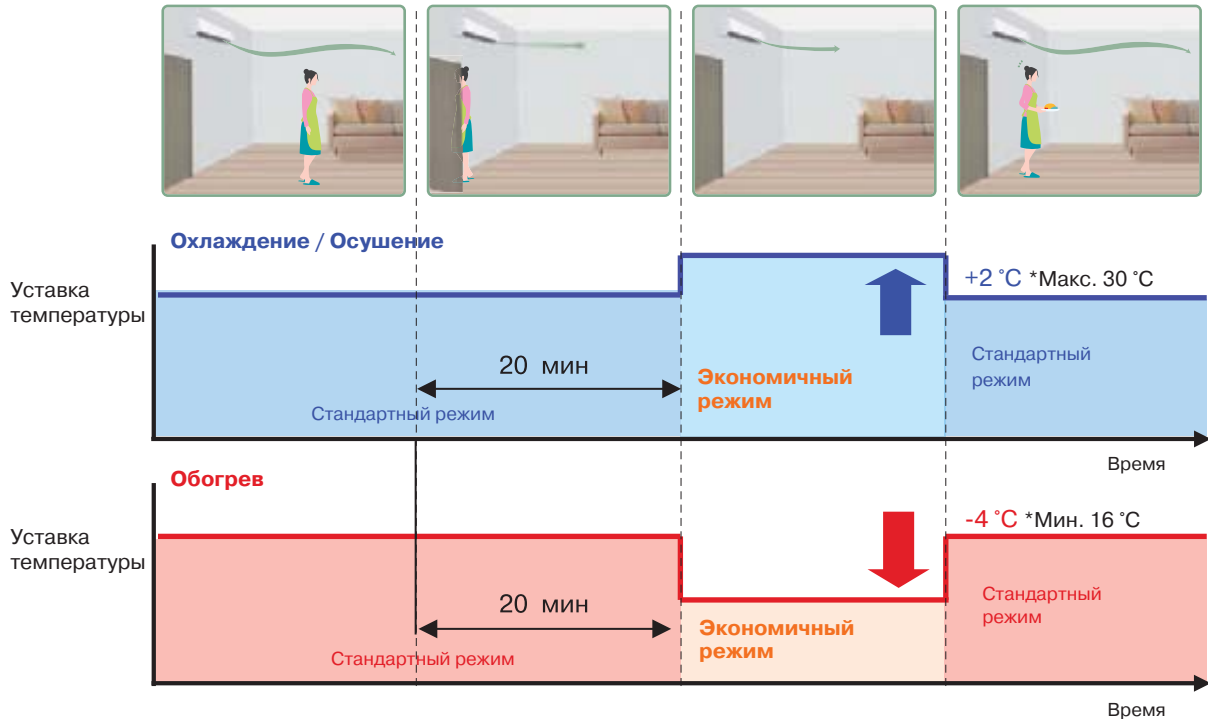 Охлаждение / Осушение
Уставка
температуры
+2 °C *Макс. 30 °C
20 мин
Стандартный режим
Экономичный
режим
Стандартный
режим
Время
Обогрев
Уставка
температуры
-4 °C *Мин. 16 °C
20 мин
Стандартный режим
Экономичный
режим
Стандартный
режим
Время